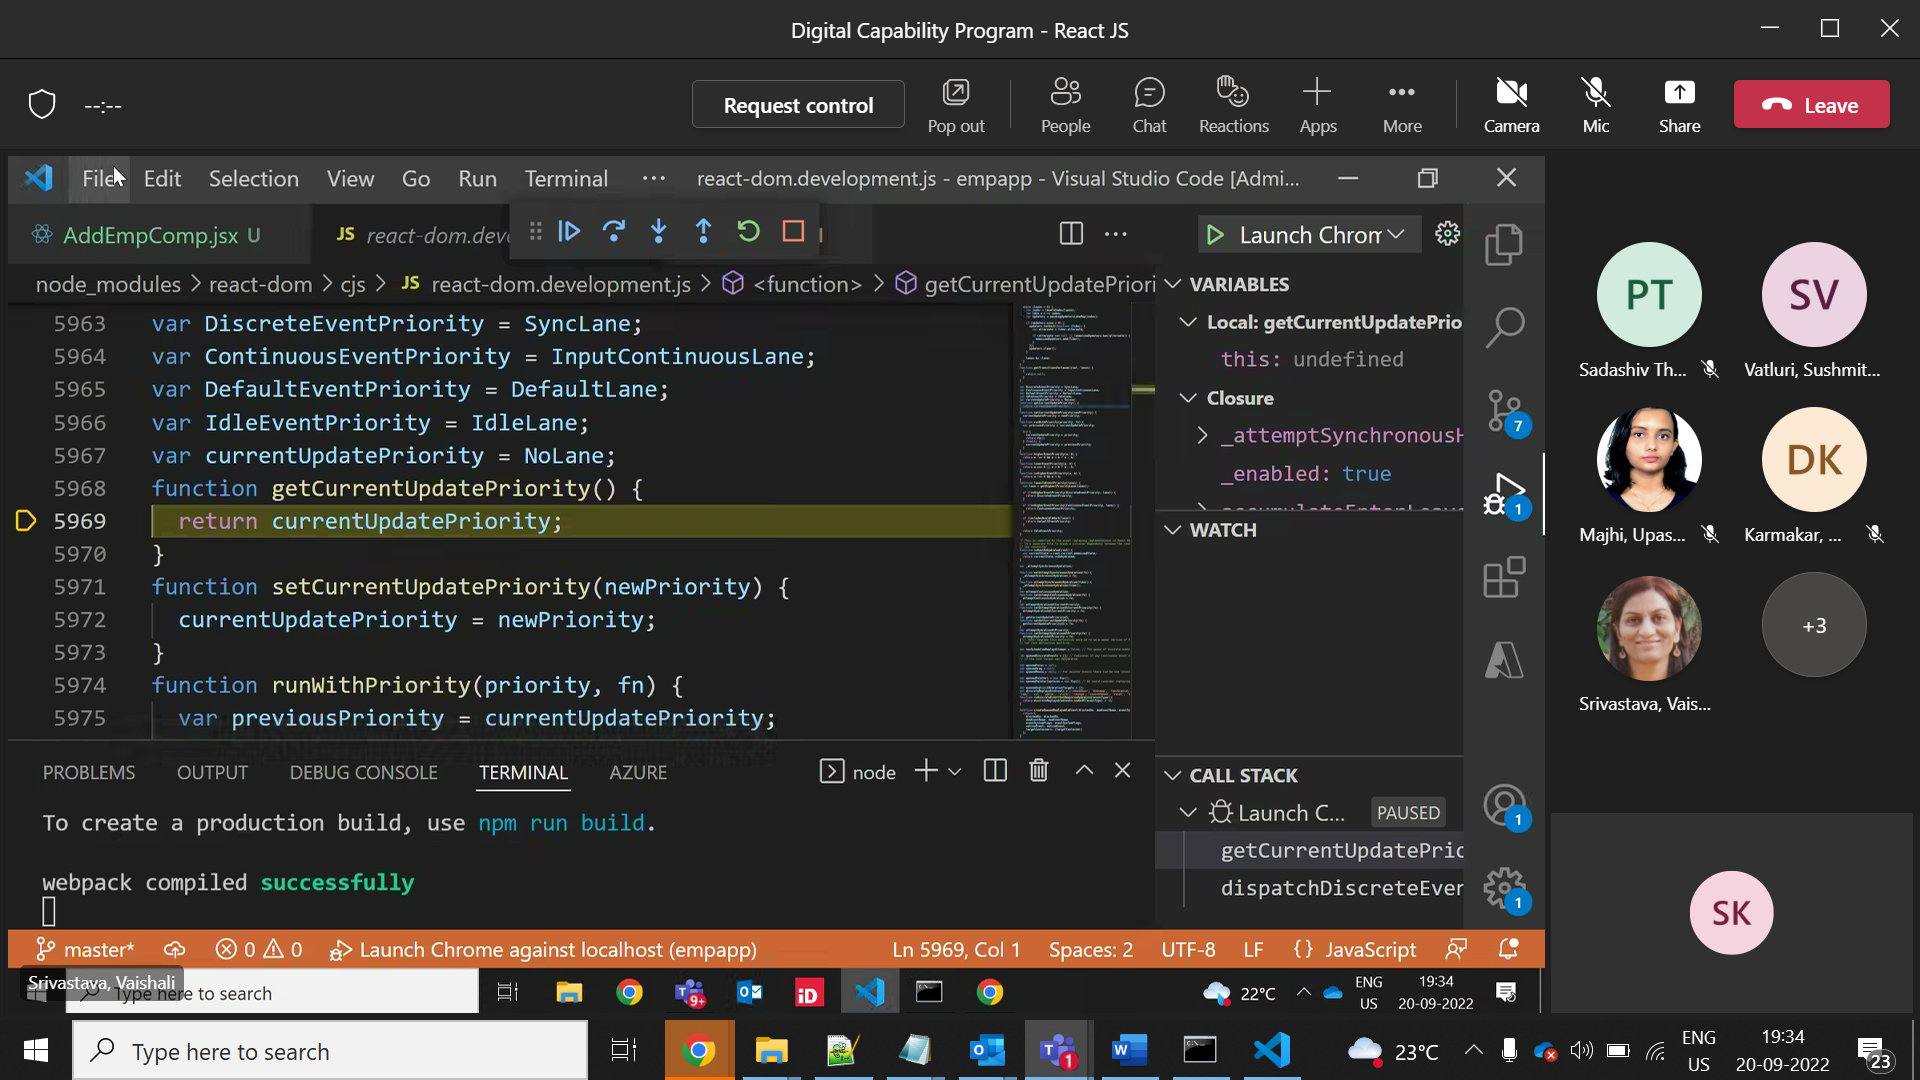 Digital Capability Program - React JS
--:--
Request control
Pop out
People
Chat
Reactions
Apps
More
Camera
Mic
Share
Leave
File Edit Selection View Go Run Terminal ··· react-dom.development.js - empapp - Visual Studio Code [Admi...
AddEmpComp.jsx U
JS react-dom.deve
Launch Chrom
node_modules > react-dom > cjs > JS react-dom.development.js > <function> > getCurrentUpdatePriori
5963 var DiscreteEventPriority = SyncLane;
5964 var ContinuousEventPriority = InputContinuousLane;
5965 var DefaultEventPriority = DefaultLane;
5966 var IdleEventPriority = IdleLane;
5967 var currentUpdatePriority = NoLane;
5968 function getCurrentUpdatePriority() {
5969 return currentUpdatePriority;
5970 }
5971 function setCurrentUpdatePriority(newPriority) {
5972 currentUpdatePriority = newPriority;
5973 }
5974 function runWithPriority(priority, fn) {
5975 var previousPriority = currentUpdatePriority;
VARIABLES
Local: getCurrentUpdatePrio
this: undefined
Closure
_attemptSynchronousH
_enabled: true
WATCH
CALL STACK
Launch C... PAUSED
getCurrentUpdatePric
dispatchDiscreteEver
7
1
1
1
PROBLEMS OUTPUT DEBUG CONSOLE TERMINAL AZURE node
To create a production build, use npm run build.
webpack compiled successfully
master* 0 0 Launch Chrome against localhost (empapp) Ln 5969, Col 1 Spaces: 2 UTF-8 LF {} JavaScript
Srivastava, Vaishali
Type here to search
9+
iD
22°C
ENG
US
19:34
20-09-2022
PT
Sadashiv Th...
SV
Vatluri, Sushmit...
Majhi, Upas...
DK
Karmakar, ...
Srivastava, Vais...
+3
SK
Type here to search
1
23°C
ENG
US
19:34
20-09-2022
23